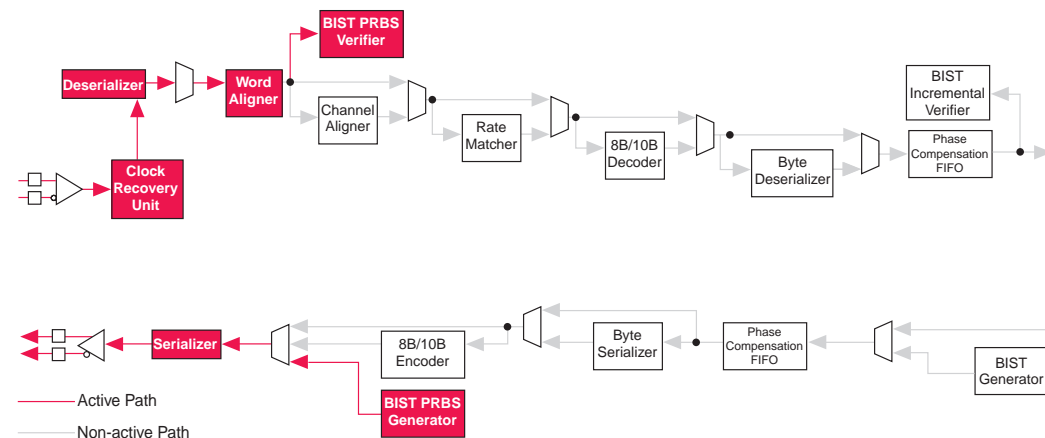 BIST PRBS
Verifier
Deserializer
Word
Aligner
BIST
Incremental
Verifier
Channel
Aligner
Rate
Matcher
8B/10B
Decoder
Phase
Compensation
FIFO
Byte
Deserializer
Clock
Recovery
Unit
Serializer
8B/10B
Encoder
Byte
Serializer
Phase
Compensation
FIFO
BIST
Generator
BIST PRBS
Generator
Active Path
Non-active Path